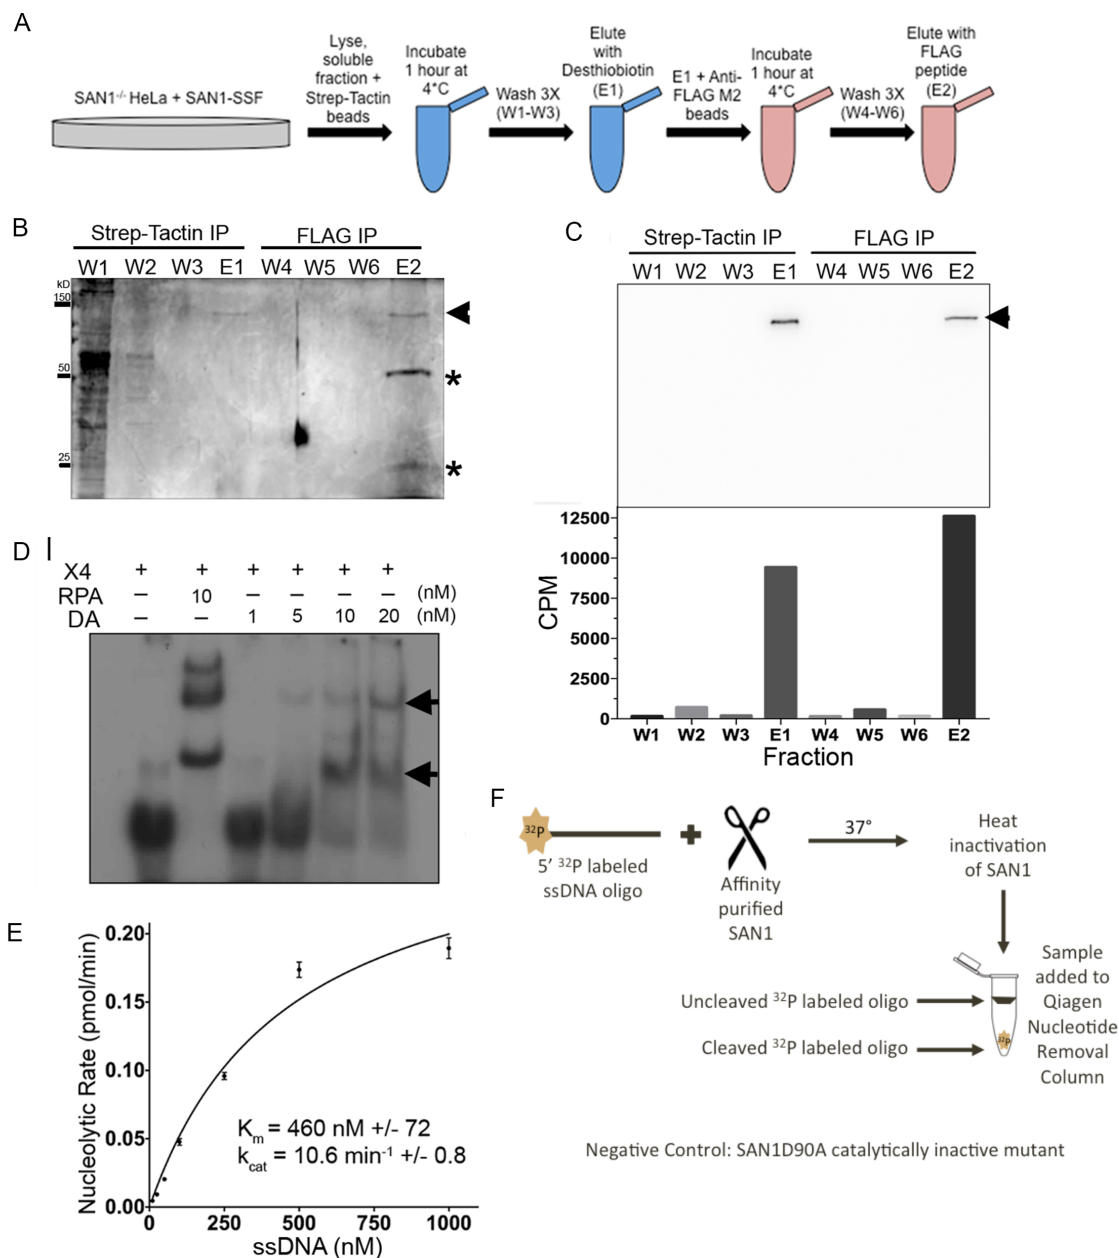 A
SAN1-/- HeLa + SAN1-SSF
Lyse,
soluble
fraction +
Strep-Tactin
beads
Incubate
1 hour at
4*C
Wash 3X
(W1-W3)
Elute
with
Desthiobiotin
(E1)
E1 + Anti-
FLAG M2
beads
Incubate
1 hour at
4*C
Wash 3X
(W4-W6)
Elute with
FLAG
peptide
(E2)
B
Strep-Tactin IP FLAG IP
W1 W2 W3 E1 W4 W5 W6 E2
kD
150
50
25
*
*
C
Strep-Tactin IP FLAG IP
W1 W2 W3 E1 W4 W5 W6 E2
12500
10000
7500
5000
2500
0
CPM
W1 W2 W3 E1 W4 W5 W6 E2
Fraction
D
X4 + + + + + +
RPA – 10 – – – – (nM)
DA – – 1 5 10 20 (nM)
E
Nucleolytic Rate (pmol/min)
0.20
0.15
0.10
0.05
0.00
Km = 460 nM +/- 72
kcat = 10.6 min-1 +/- 0.8
0 250 500 750 1000
ssDNA (nM)
F
32P
5' 32P labeled
ssDNA oligo
+
Affinity
purified
SAN1
37°
Heat
inactivation
of SAN1
Uncleaved 32P labeled oligo
Cleaved 32P labeled oligo
32P
Sample
added to
Qiagen
Nucleotide
Removal
Column
Negative Control: SAN1D90A catalytically inactive mutant